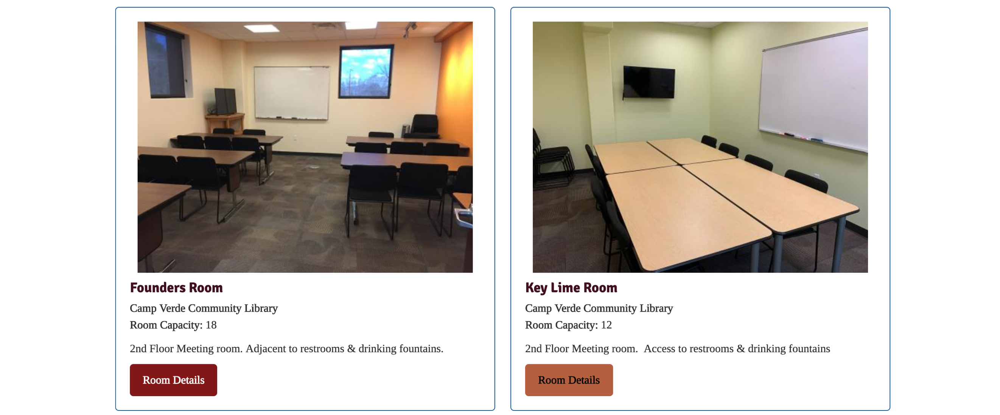 Founders Room
Camp Verde Community Library
Room Capacity: 18
2nd Floor Meeting room. Adjacent to restrooms & drinking fountains.
Room Details
Key Lime Room
Camp Verde Community Library
Room Capacity: 12
2nd Floor Meeting room.  Access to restrooms & drinking fountains
Room Details